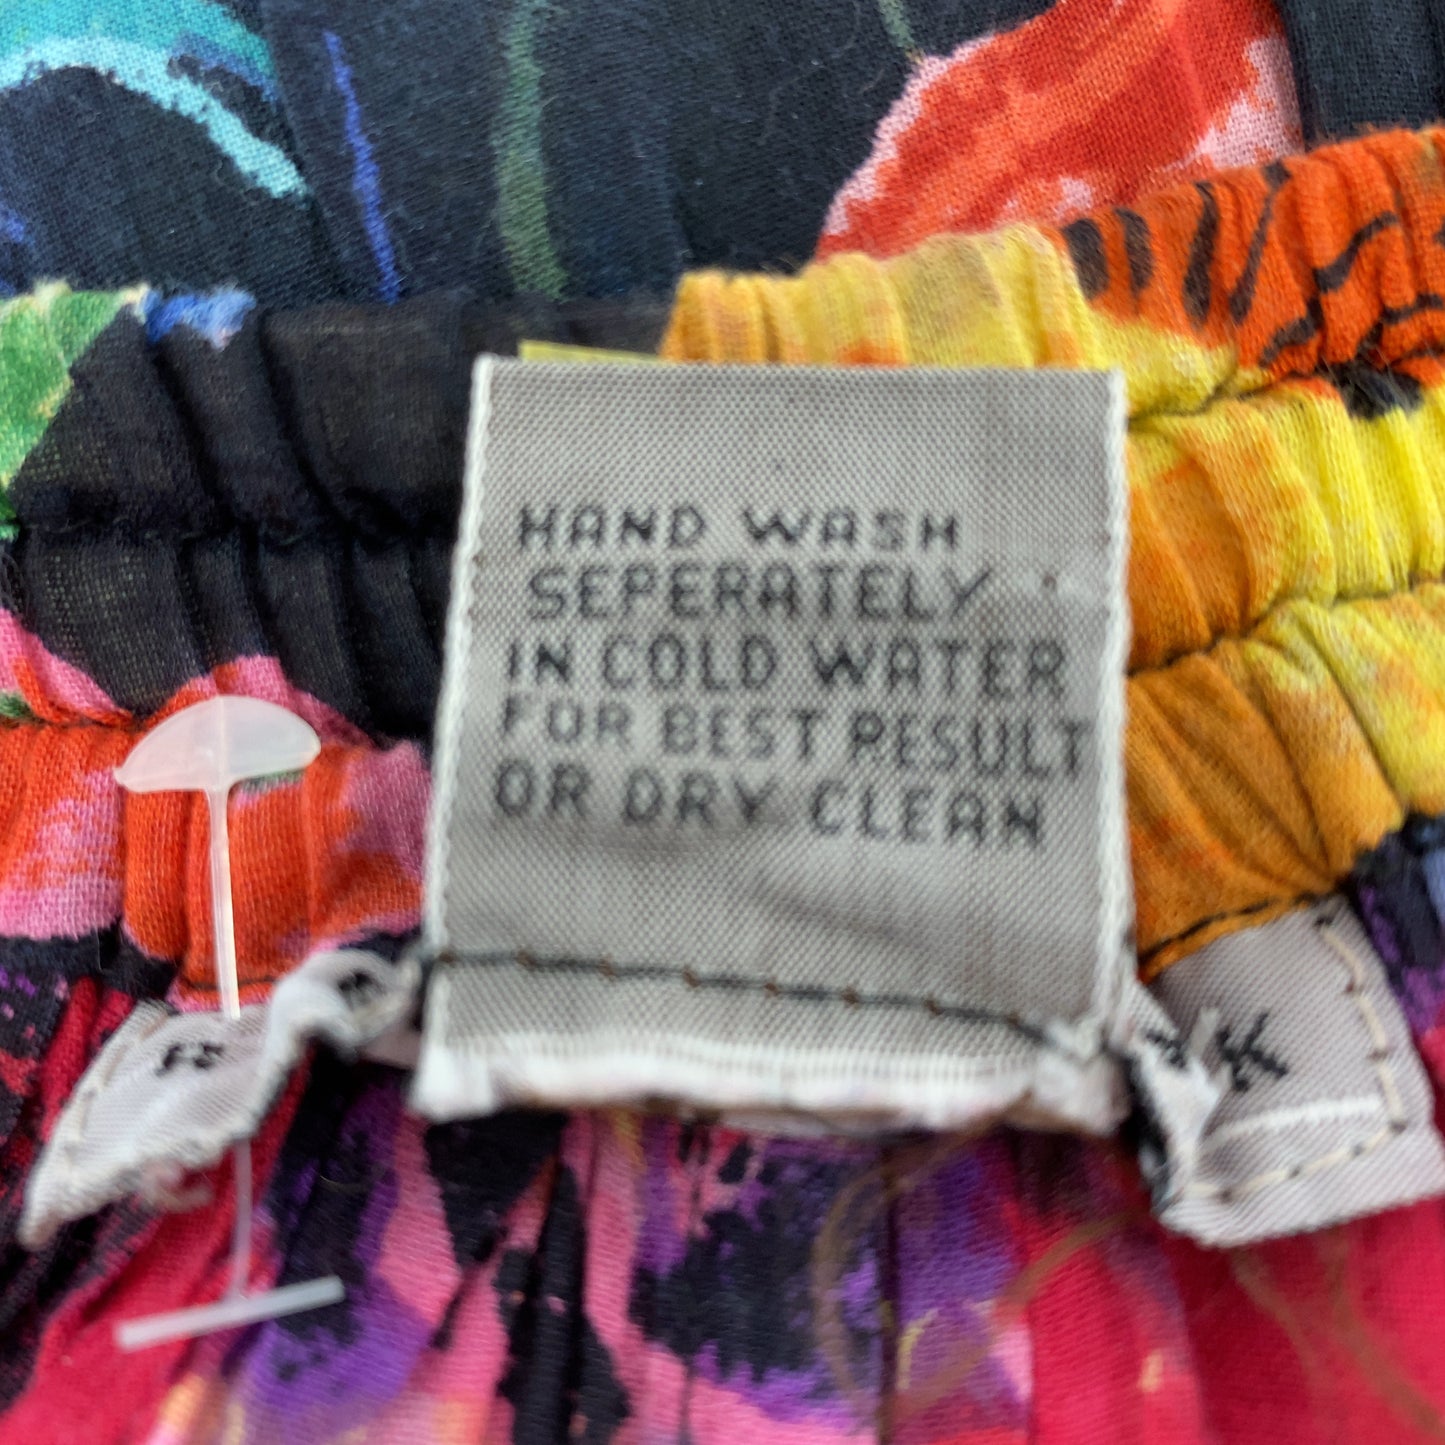 HAND WASH
SEPERATELY
IN COLD WATER
FOR BEST RESULT
OR DRY CLEAN